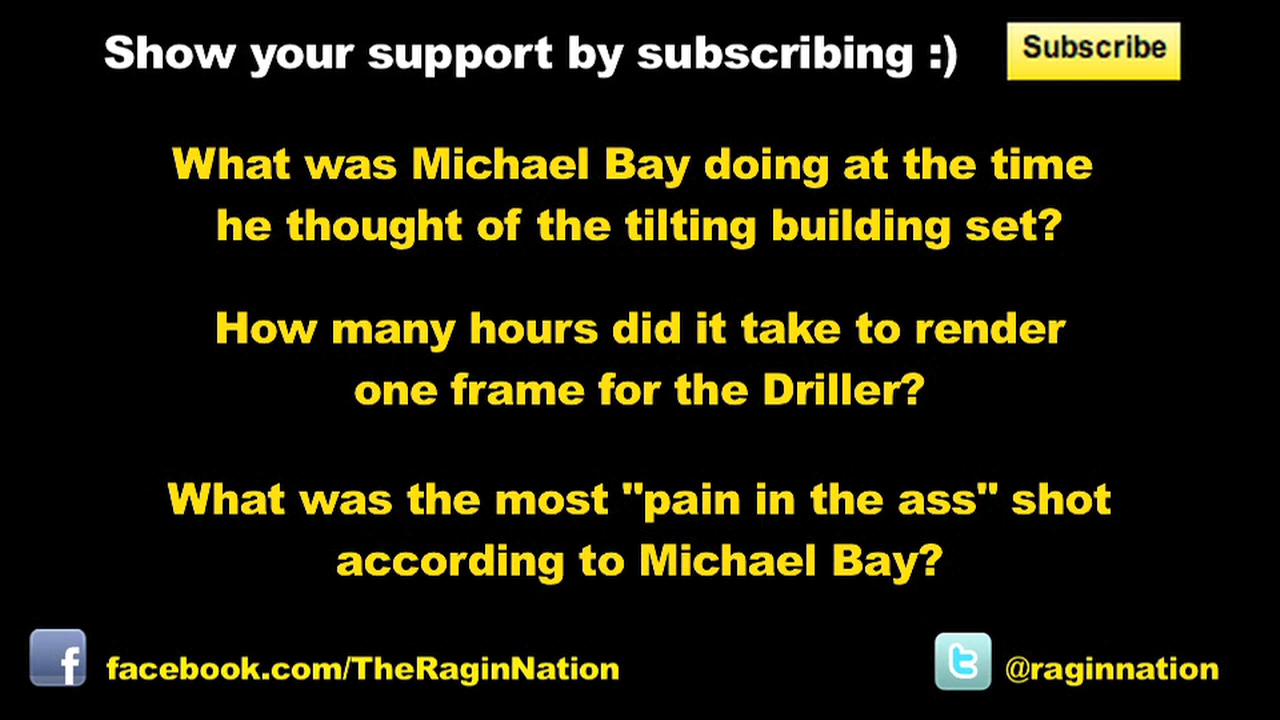 Show your support by subscribing :)
Subscribe
What was Michael Bay doing at the time
he thought of the tilting building set?
How many hours did it take to render
one frame for the Driller?
What was the most "pain in the ass" shot
according to Michael Bay?
facebook.com/TheRaginNation
@raginnation